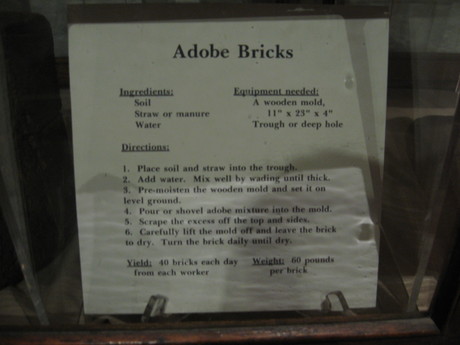 Adobe Bricks
Ingredients:
Soil
Straw or manure
Water
Equipment needed:
A wooden mold,
11" x 23" x 4"
Trough or deep hole
Directions:
1. Place soil and straw into the trough.
2. Add water. Mix well by wading until thick.
3. Pre-moisten the wooden mold and set it on
level ground.
4. Pour or shovel adobe mixture into the mold.
5. Scrape the excess off the top and sides.
6. Carefully lift the mold off and leave the brick
to dry. Turn the brick daily until dry.
Yield: 40 bricks each day
from each worker
Weight: 60 pounds
per brick